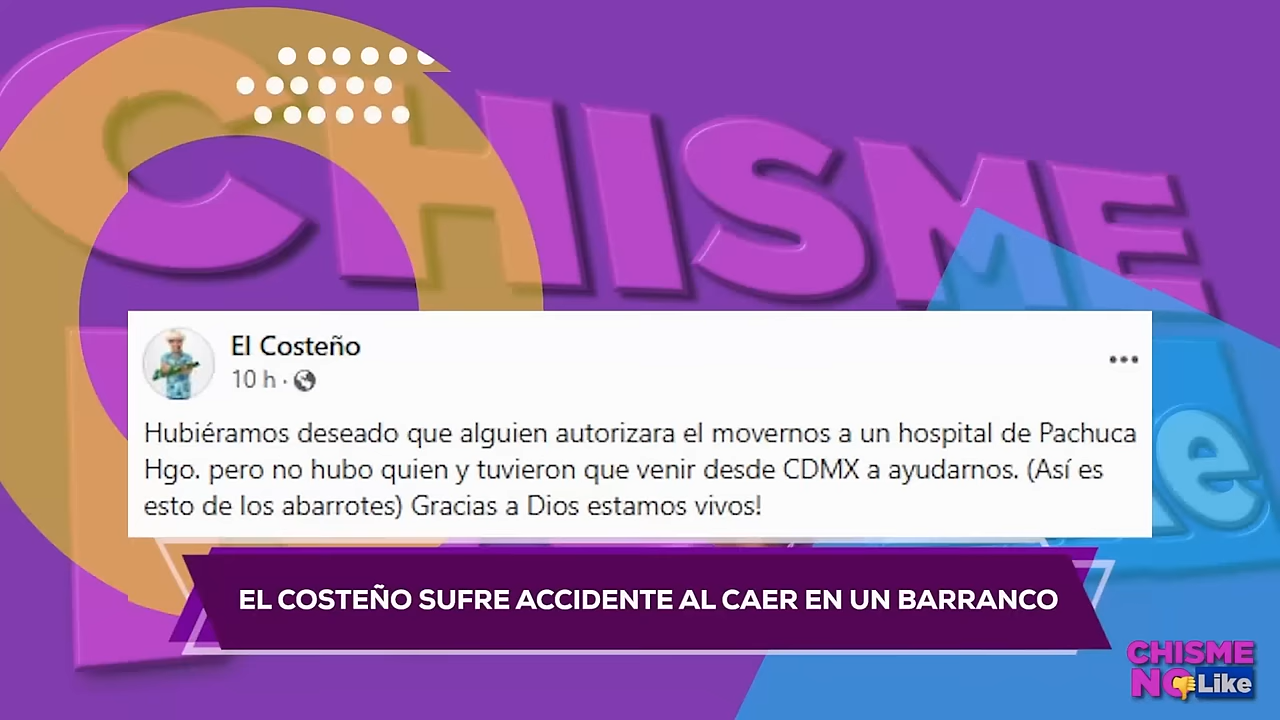 CHISME
El Costeño
10 h ·
Hubiéramos deseado que alguien autorizara el movernos a un hospital de Pachuca
Hgo. pero no hubo quien y tuvieron que venir desde CDMX a ayudarnos. (Así es
esto de los abarrotes) Gracias a Dios estamos vivos!
EL COSTEÑO SUFRE ACCIDENTE AL CAER EN UN BARRANCO
CHISME
NO Like